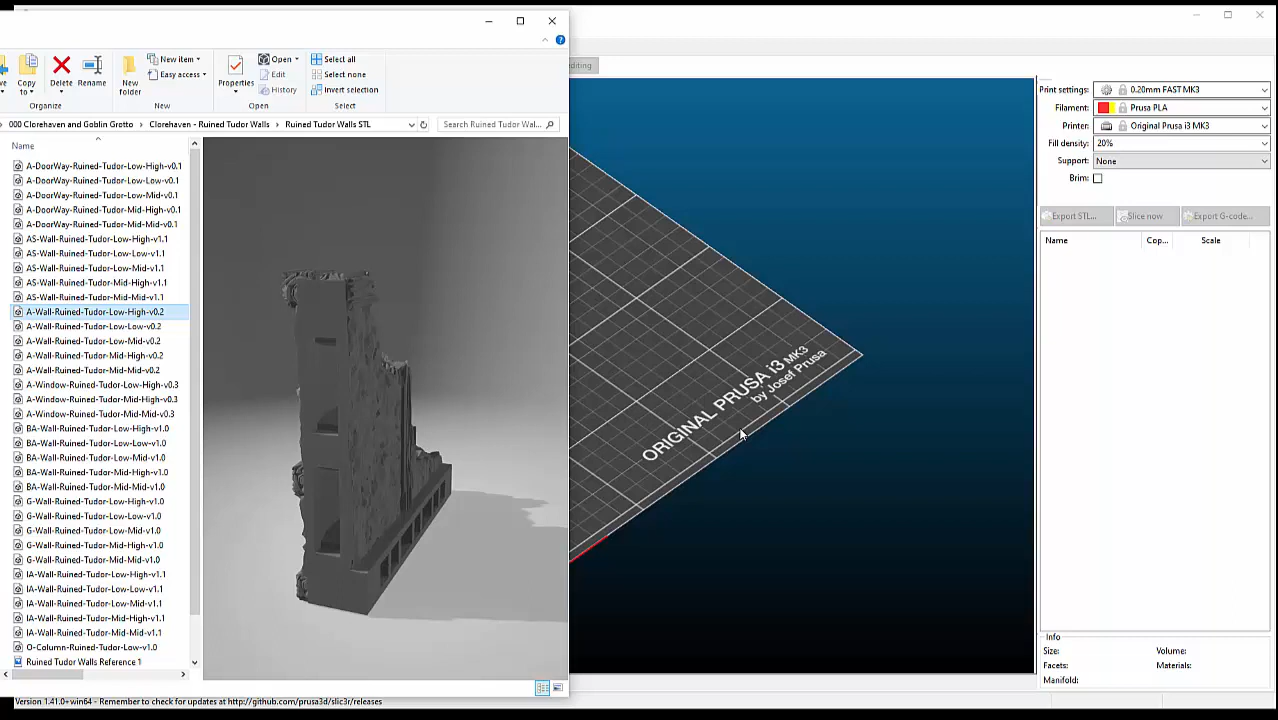 Copy
to
Delete
Rename
New
folder
New item
Easy access
Properties
Open
Edit
History
Select all
Select none
Invert selection
Organize
New
Open
Select
000 Clorehaven and Goblin Grotto
Clorehaven - Ruined Tudor Walls
Ruined Tudor Walls STL
Search Ruined Tudor Wal...
Name
A-DoorWay-Ruined-Tudor-Low-High-v0.1
A-DoorWay-Ruined-Tudor-Low-Low-v0.1
A-DoorWay-Ruined-Tudor-Low-Mid-v0.1
A-DoorWay-Ruined-Tudor-Mid-High-v0.1
A-DoorWay-Ruined-Tudor-Mid-Mid-v0.1
AS-Wall-Ruined-Tudor-Low-High-v1.1
AS-Wall-Ruined-Tudor-Low-Low-v1.1
AS-Wall-Ruined-Tudor-Low-Mid-v1.1
AS-Wall-Ruined-Tudor-Mid-High-v1.1
AS-Wall-Ruined-Tudor-Mid-Mid-v1.1
A-Wall-Ruined-Tudor-Low-High-v0.2
A-Wall-Ruined-Tudor-Low-Low-v0.2
A-Wall-Ruined-Tudor-Low-Mid-v0.2
A-Wall-Ruined-Tudor-Mid-High-v0.2
A-Wall-Ruined-Tudor-Mid-Mid-v0.2
A-Window-Ruined-Tudor-Low-High-v0.3
A-Window-Ruined-Tudor-Mid-High-v0.3
A-Window-Ruined-Tudor-Mid-Mid-v0.3
BA-Wall-Ruined-Tudor-Low-High-v1.0
BA-Wall-Ruined-Tudor-Low-Low-v1.0
BA-Wall-Ruined-Tudor-Low-Mid-v1.0
BA-Wall-Ruined-Tudor-Mid-High-v1.0
BA-Wall-Ruined-Tudor-Mid-Mid-v1.0
G-Wall-Ruined-Tudor-Low-High-v1.0
G-Wall-Ruined-Tudor-Low-Low-v1.0
G-Wall-Ruined-Tudor-Low-Mid-v1.0
G-Wall-Ruined-Tudor-Mid-High-v1.0
G-Wall-Ruined-Tudor-Mid-Mid-v1.0
IA-Wall-Ruined-Tudor-Low-High-v1.1
IA-Wall-Ruined-Tudor-Low-Low-v1.1
IA-Wall-Ruined-Tudor-Low-Mid-v1.1
IA-Wall-Ruined-Tudor-Mid-High-v1.1
IA-Wall-Ruined-Tudor-Mid-Mid-v1.1
O-Column-Ruined-Tudor-Low-v1.0
Ruined Tudor Walls Reference 1
ORIGINAL PRUSA i3 MK3
by Josef Prusa
Print settings: 0.20mm FAST MK3
Filament: Prusa PLA
Printer: Original Prusa i3 MK3
Fill density: 20%
Support: None
Brim:
Export STL...
Slice now
Export G-code...
Name Cop... Scale
Info
Size: Volume:
Facets: Materials:
Manifold:
Version 1.41.0+win64 - Remember to check for updates at http://github.com/prusa3d/slic3r/releases